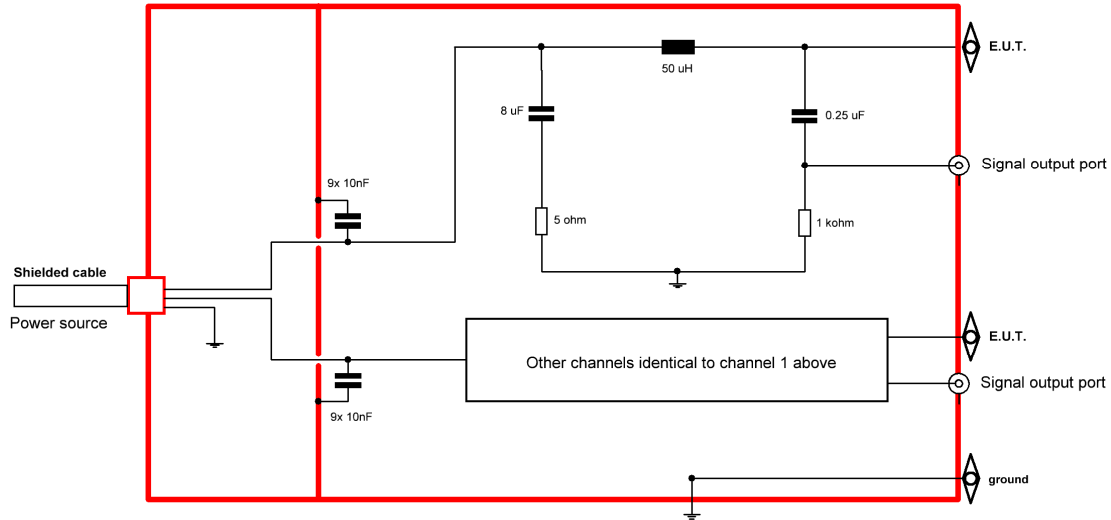 E.U.T.
50 uH
8 uF
0.25 uF
Signal output port
9x 10nF
5 ohm
1 kohm
Shielded cable
Power source
E.U.T.
Other channels identical to channel 1 above
Signal output port
9x 10nF
ground